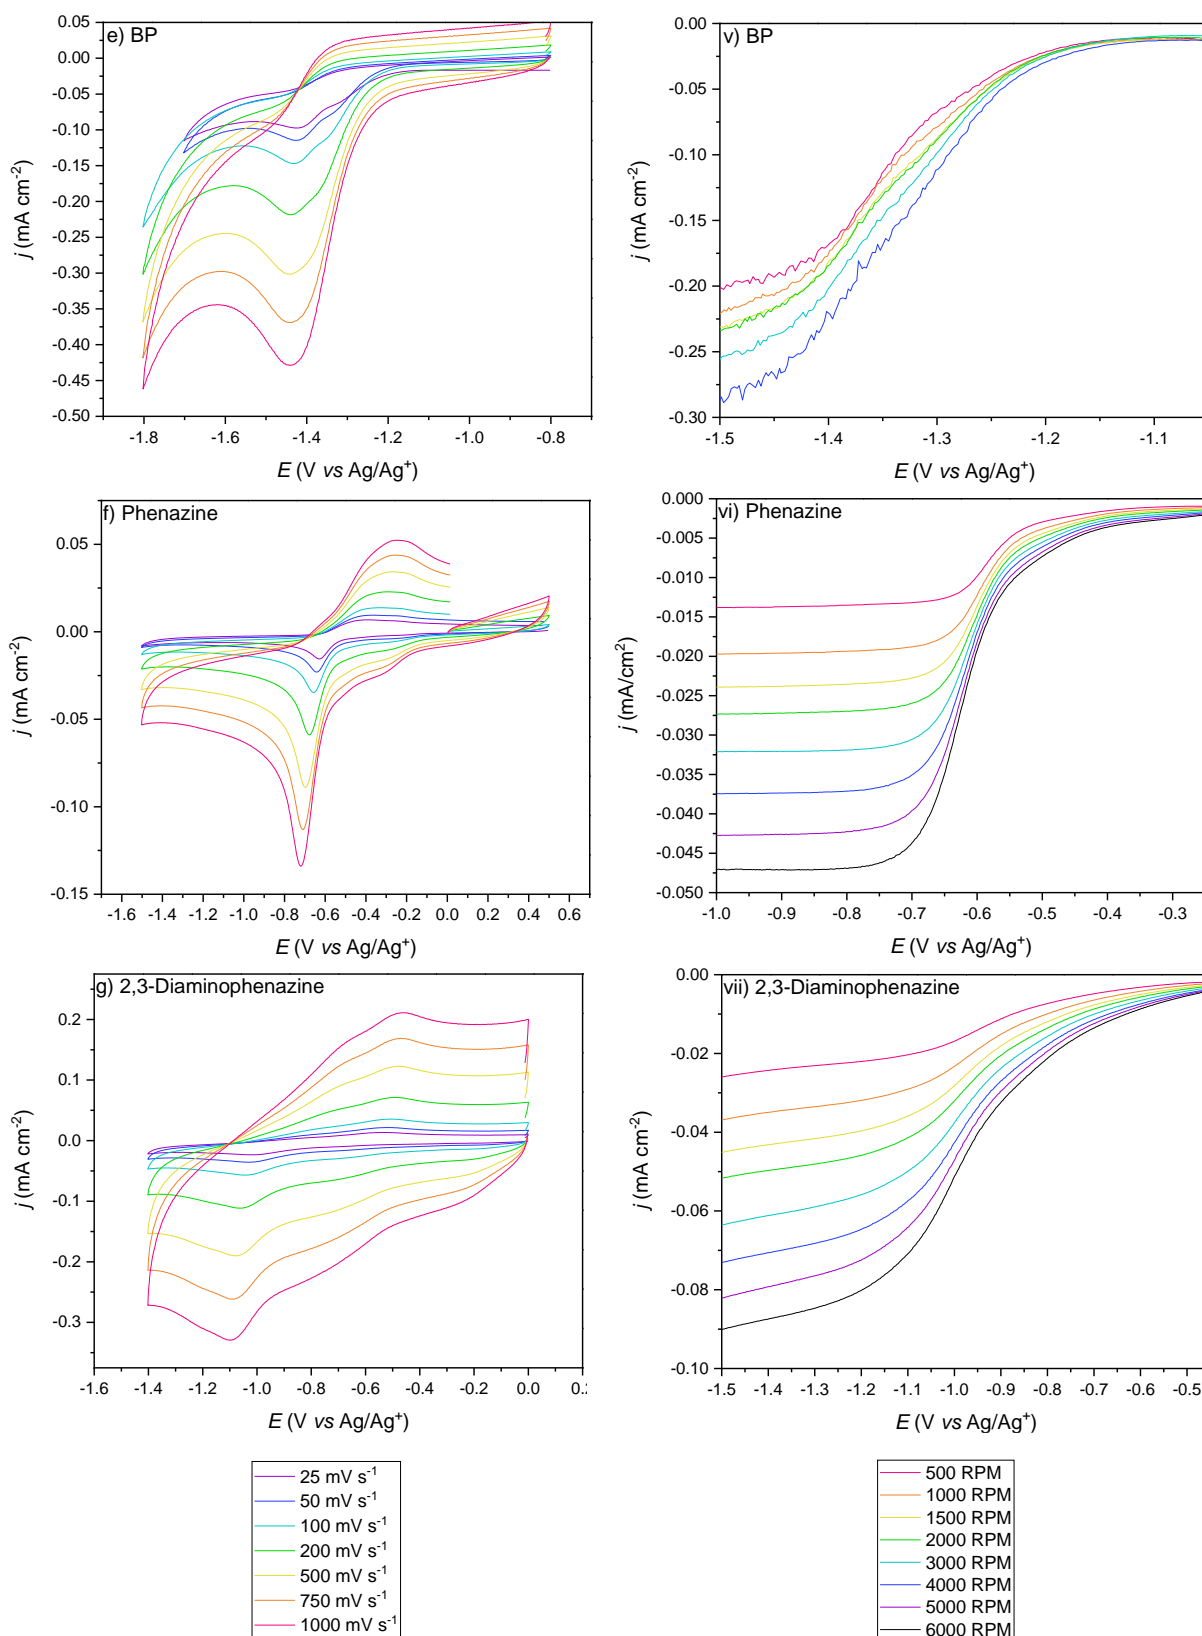 e) BP
0.05
0.00
-0.05
-0.10
-0.15
-0.20
-0.25
-0.30
-0.35
-0.40
-0.45
-0.50
j (mA cm-2)
-1.8 -1.6 -1.4 -1.2 -1.0 -0.8
E (V vs Ag/Ag+)
v) BP
0.00
-0.05
-0.10
-0.15
-0.20
-0.25
-0.30
j (mA cm-2)
-1.5 -1.4 -1.3 -1.2 -1.1
E (V vs Ag/Ag+)
f) Phenazine
0.05
0.00
-0.05
-0.10
-0.15
j (mA cm-2)
-1.6 -1.4 -1.2 -1.0 -0.8 -0.6 -0.4 -0.2 0.0 0.2 0.4 0.6
E (V vs Ag/Ag+)
vi) Phenazine
0.000
-0.005
-0.010
-0.015
-0.020
-0.025
-0.030
-0.035
-0.040
-0.045
-0.050
j (mA/cm2)
-1.0 -0.9 -0.8 -0.7 -0.6 -0.5 -0.4 -0.3
E (V vs Ag/Ag+)
g) 2,3-Diaminophenazine
0.2
0.1
0.0
-0.1
-0.2
-0.3
j (mA cm-2)
-1.6 -1.4 -1.2 -1.0 -0.8 -0.6 -0.4 -0.2 0.0 0.2
E (V vs Ag/Ag+)
vii) 2,3-Diaminophenazine
0.00
-0.02
-0.04
-0.06
-0.08
-0.10
j (mA cm-2)
-1.5 -1.4 -1.3 -1.2 -1.1 -1.0 -0.9 -0.8 -0.7 -0.6 -0.5
E (V vs Ag/Ag+)
25 mV s-1
50 mV s-1
100 mV s-1
200 mV s-1
500 mV s-1
750 mV s-1
1000 mV s-1
500 RPM
1000 RPM
1500 RPM
2000 RPM
3000 RPM
4000 RPM
5000 RPM
6000 RPM